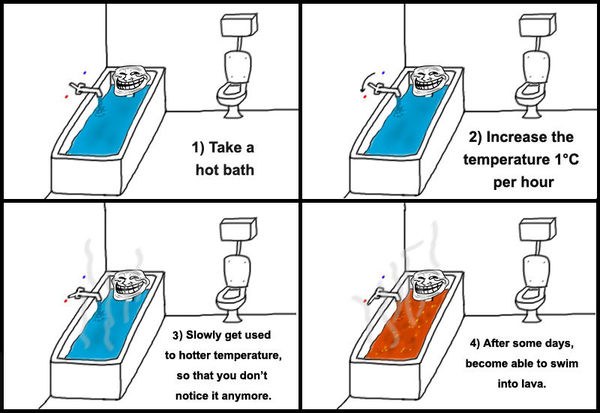 1) Take a
hot bath
2) Increase the
temperature 1°C
per hour
3) Slowly get used
to hotter temperature,
so that you don't
notice it anymore.
4) After some days,
become able to swim
into lava.